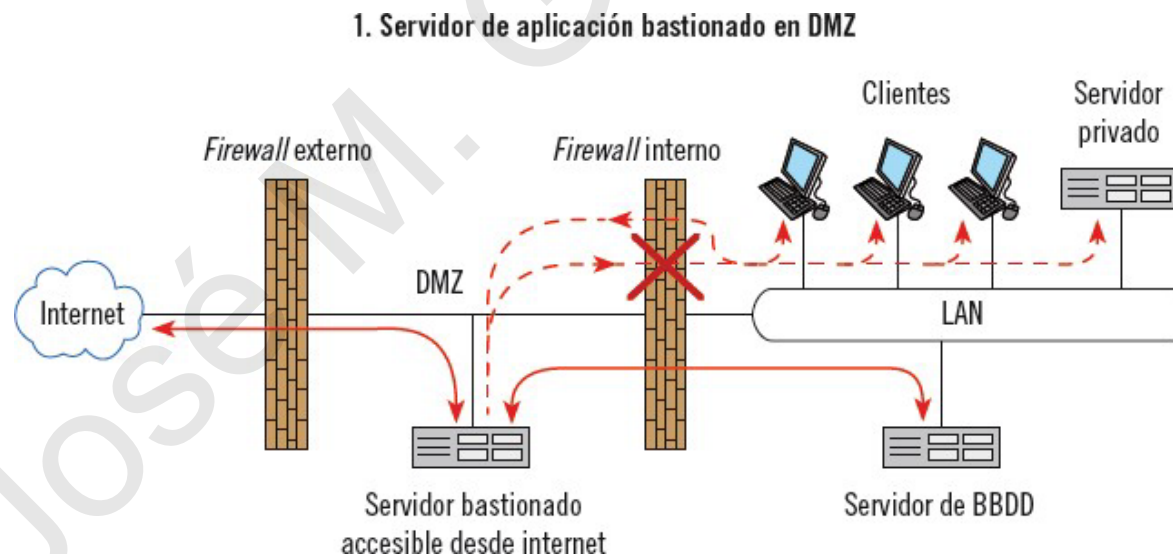 1. Servidor de aplicación bastionado en DMZ
Clientes
Servidor
privado
Firewall externo
Firewall interno
DMZ
Internet
LAN
Servidor bastionado
accesible desde internet
Servidor de BBDD
José M. G